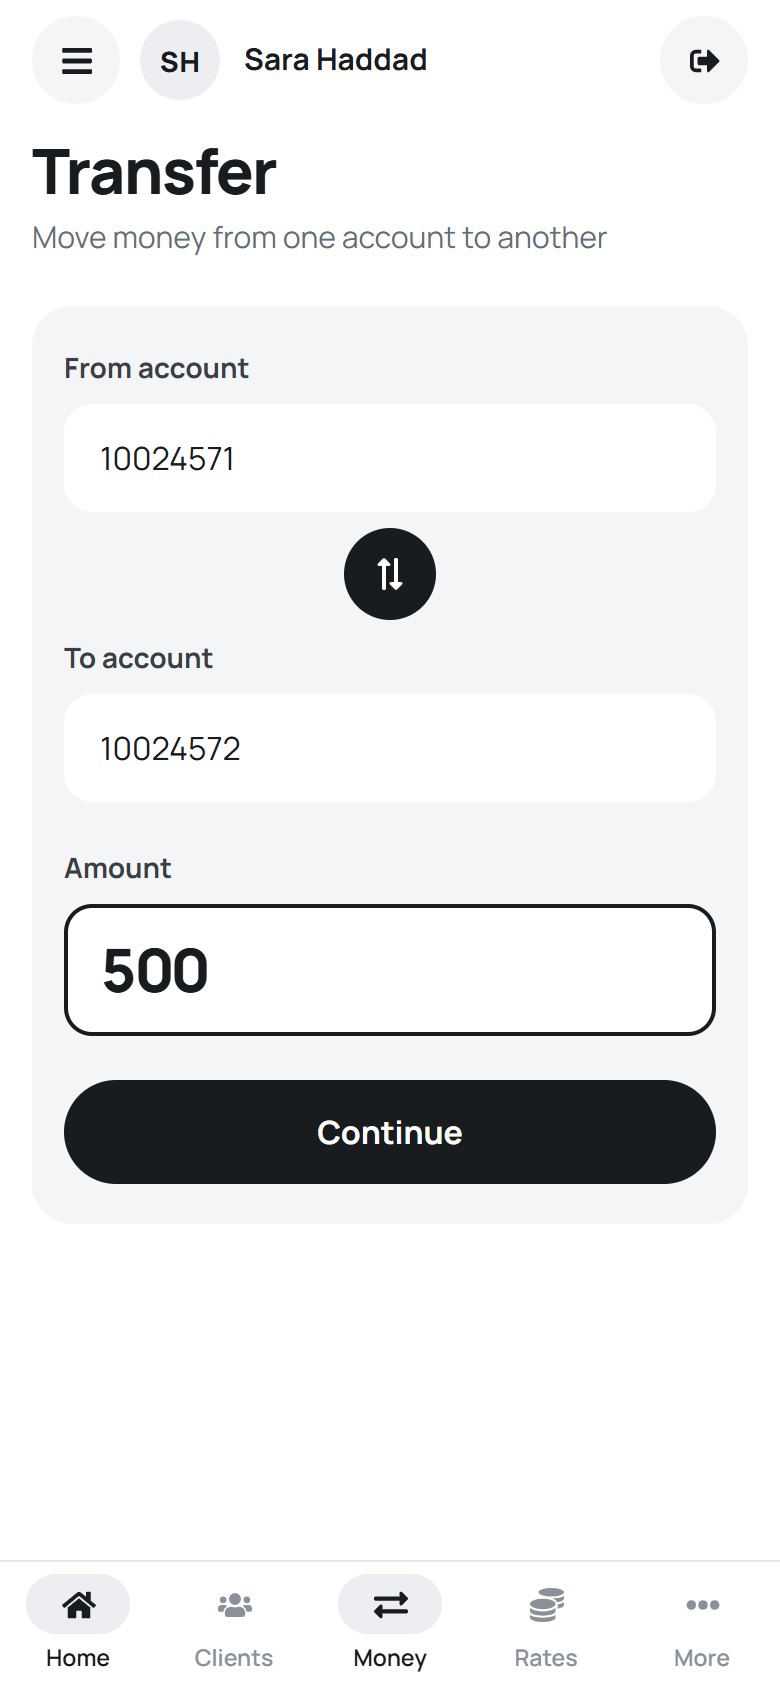 SH Sara Haddad
Transfer
Move money from one account to another
From account
10024571
To account
10024572
Amount
500
Continue
Home Clients Money Rates More